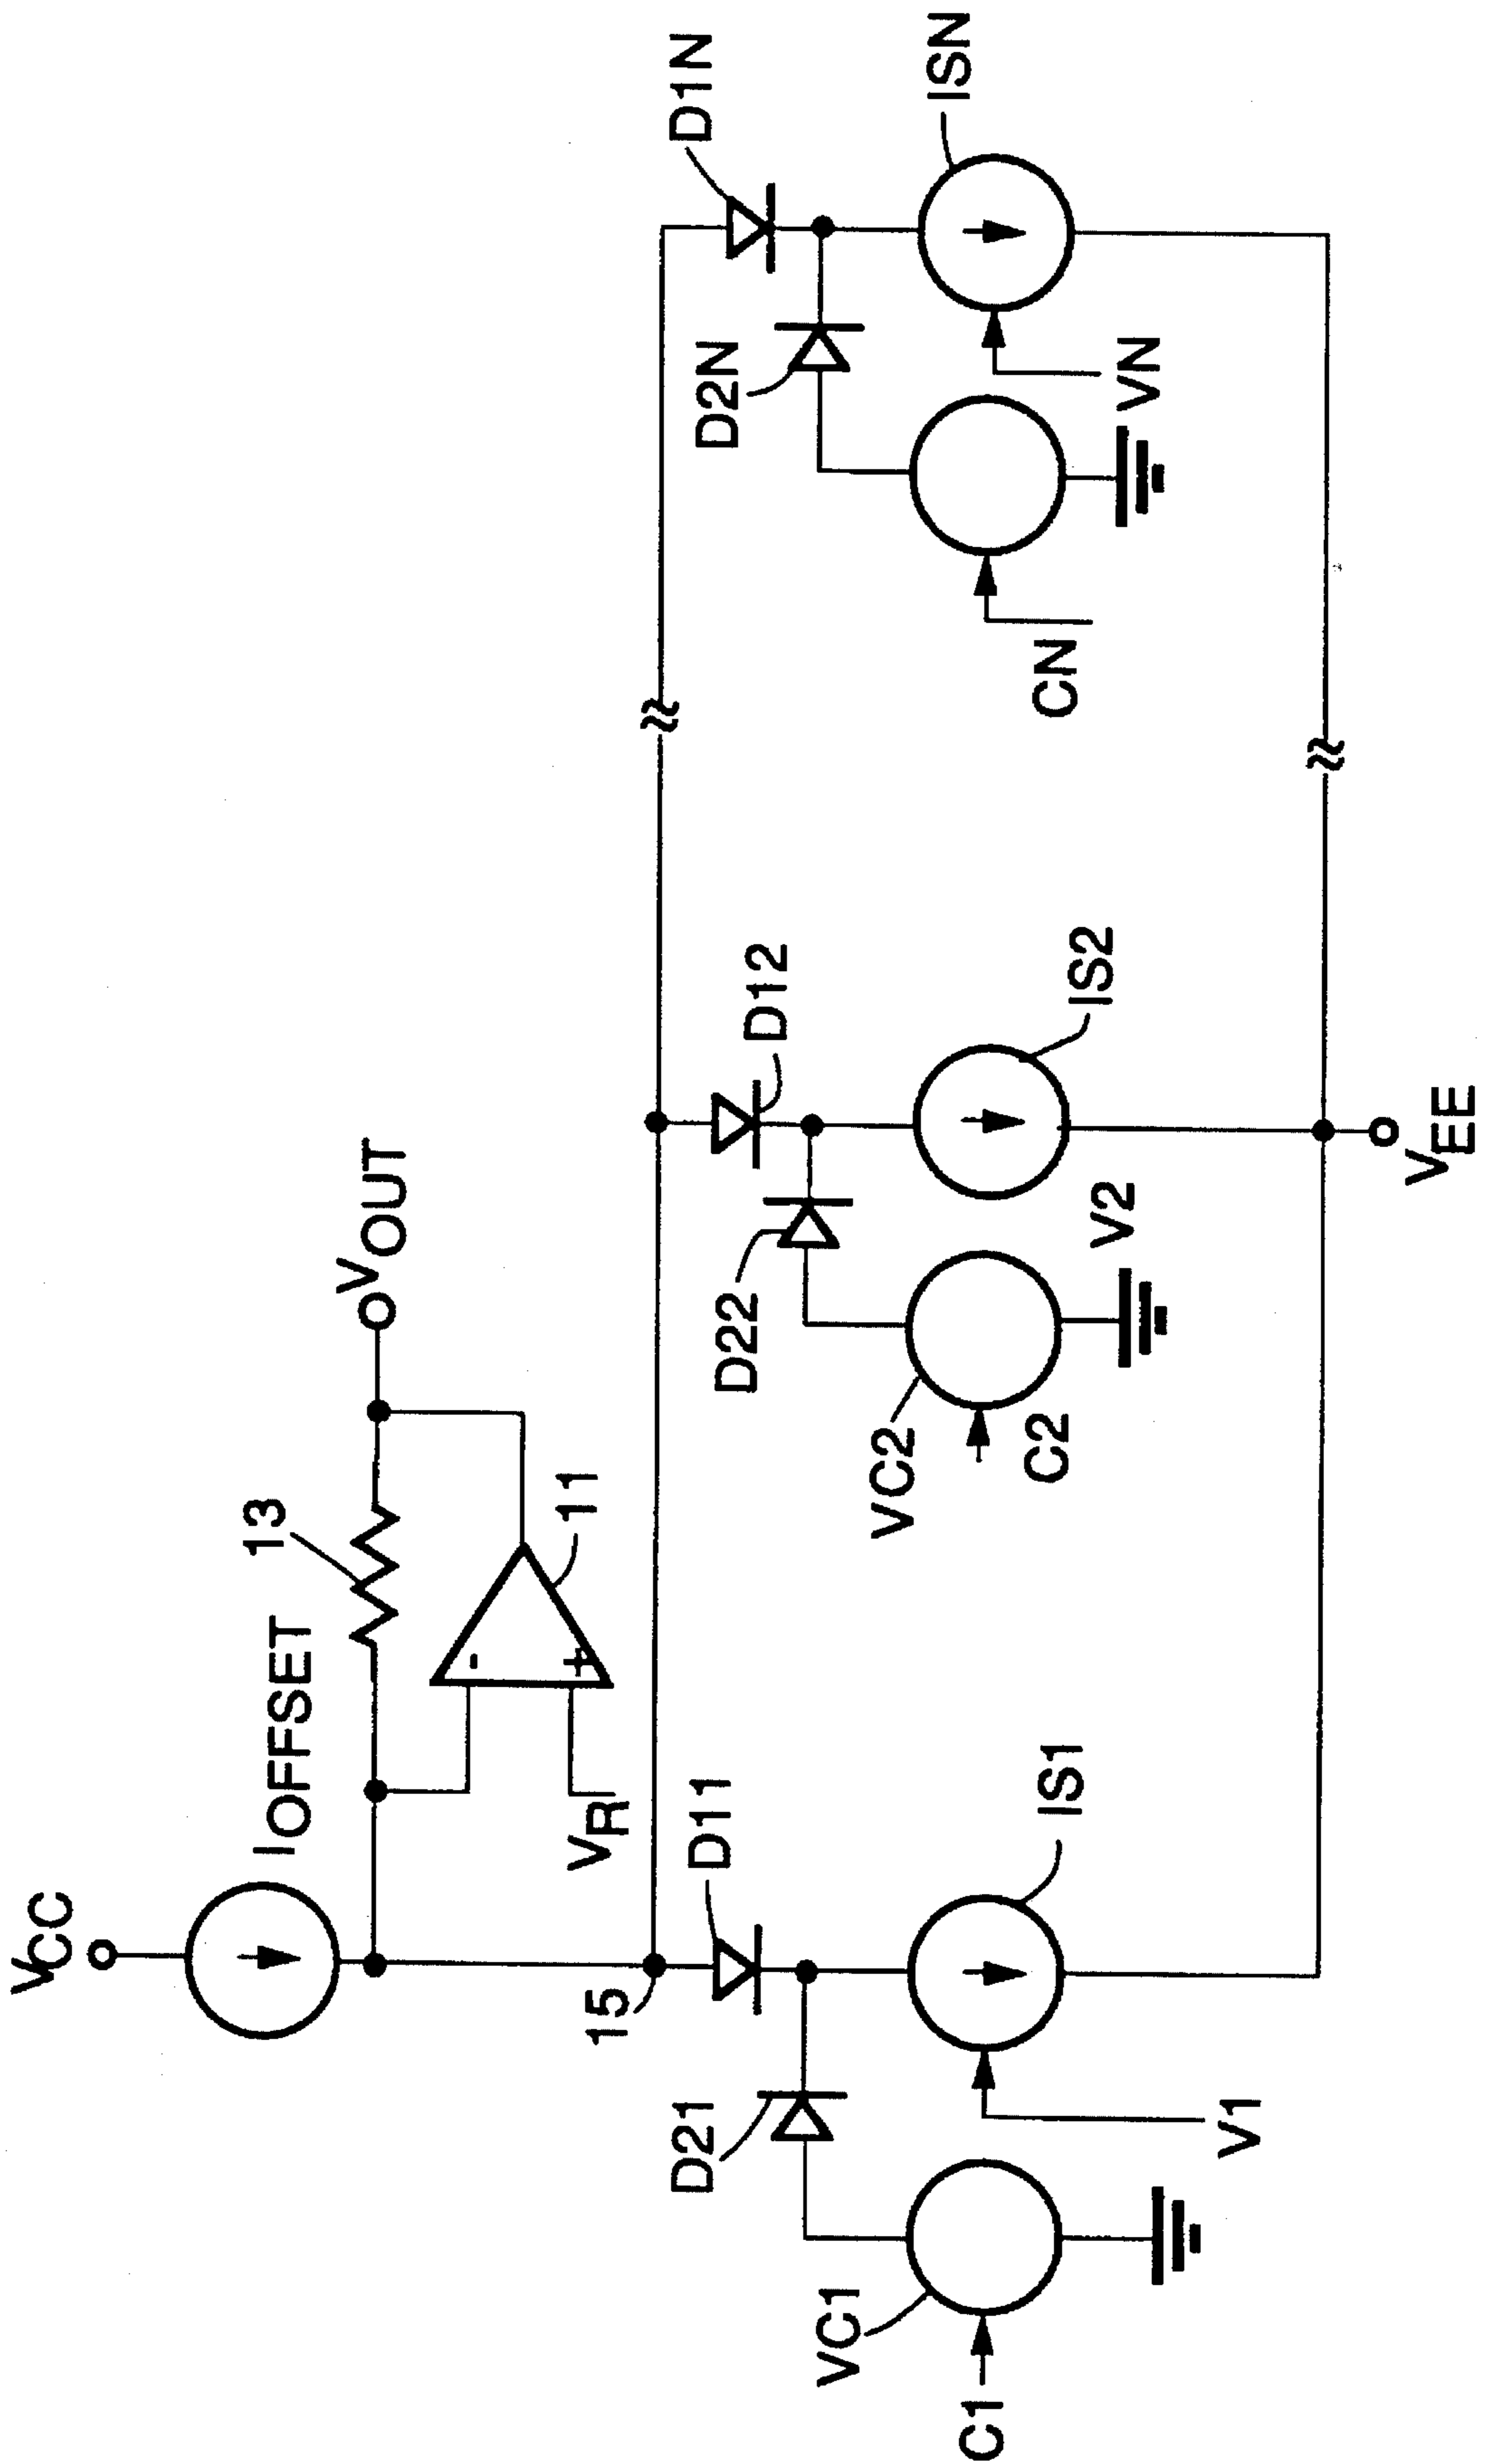 VCC
IOFFSET
13
VOUT
11
VR
15
D11
D12
D1N
D21
D22
D2N
VC1
IS1
VC2
IS2
ISN
C1
V1
C2
V2
CN
VN
VEE